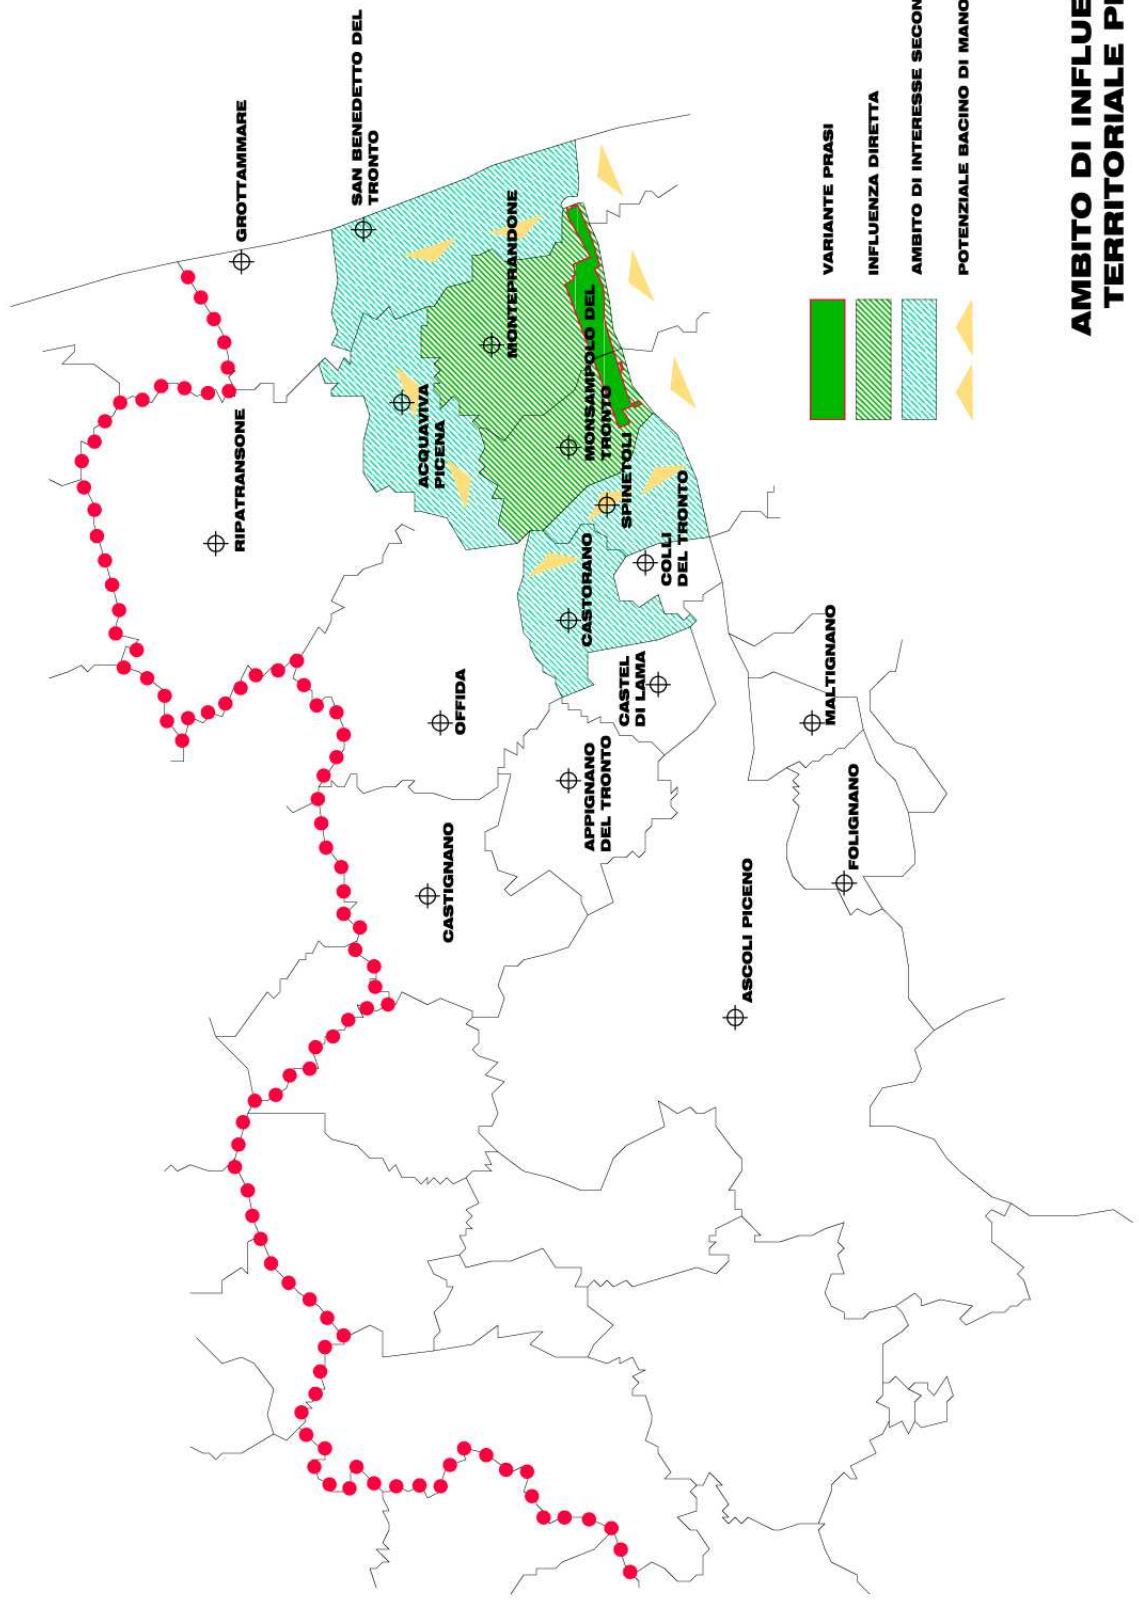 GROTTAMMARE
SAN BENEDETTO DEL
TRONTO
RIPATRANSONE
MONTEPRANDONE
ACQUAVIVA
PICENA
MONSAMPOLO DEL
TRONTO
SPINETOLI
COLLI
DEL TRONTO
CASTORANO
OFFIDA
CASTEL
DI LAMA
MALTIGNANO
APPIGNANO
DEL TRONTO
FOLIGNANO
CASTIGNANO
ASCOLI PICENO
VARIANTE PRASI
INFLUENZA DIRETTA
AMBITO DI INTERESSE SECON
POTENZIALE BACINO DI MANO
AMBITO DI INFLUE
TERRITORIALE